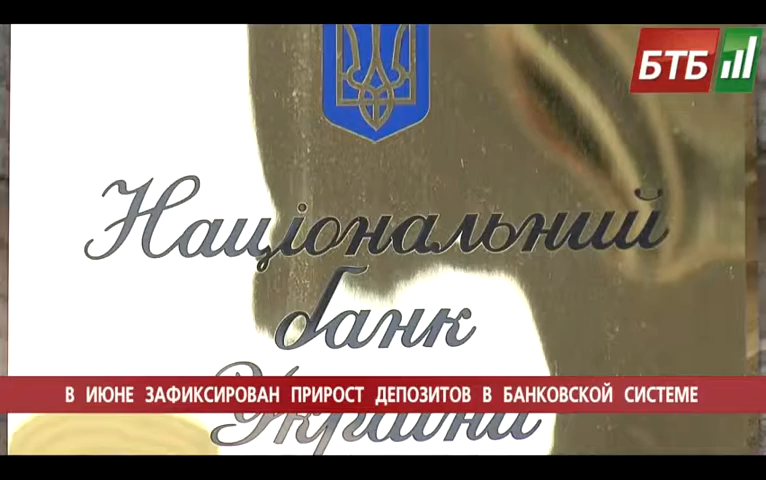 БТБ
Національний
банк
України
В ИЮНЕ ЗАФИКСИРОВАН ПРИРОСТ ДЕПОЗИТОВ В БАНКОВСКОЙ СИСТЕМЕ